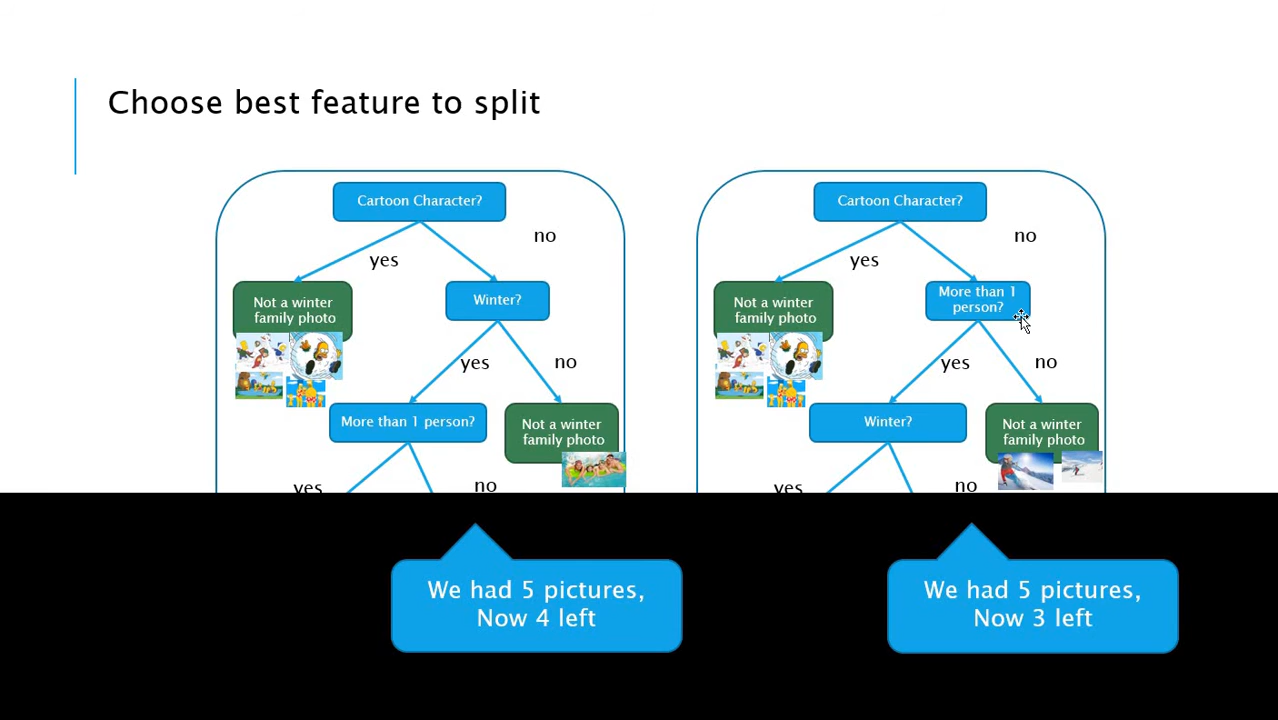 Choose best feature to split
Cartoon Character?
no
yes
Not a winter
family photo
Winter?
yes
no
More than 1 person?
Not a winter
family photo
yes
no
We had 5 pictures,
Now 4 left
Cartoon Character?
no
yes
Not a winter
family photo
More than 1
person?
yes
no
Winter?
Not a winter
family photo
yes
no
We had 5 pictures,
Now 3 left